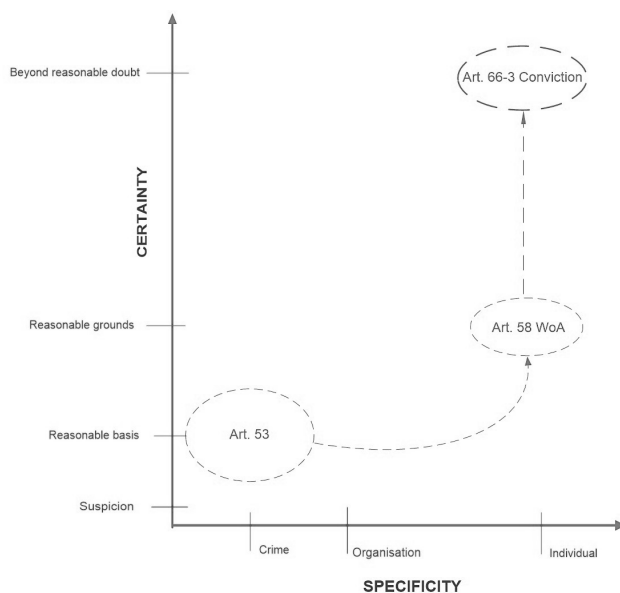 Beyond reasonable doubt
Art. 66-3 Conviction
CERTAINTY
Reasonable grounds
Art. 58 WoA
Reasonable basis
Art. 53
Suspicion
Crime
Organisation
Individual
SPECIFICITY